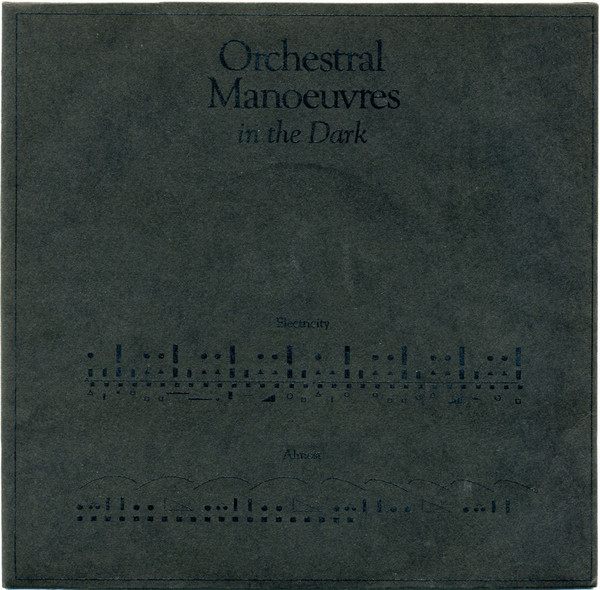 Orchestral
Manoeuvres
in the Dark
Electricity
Almost